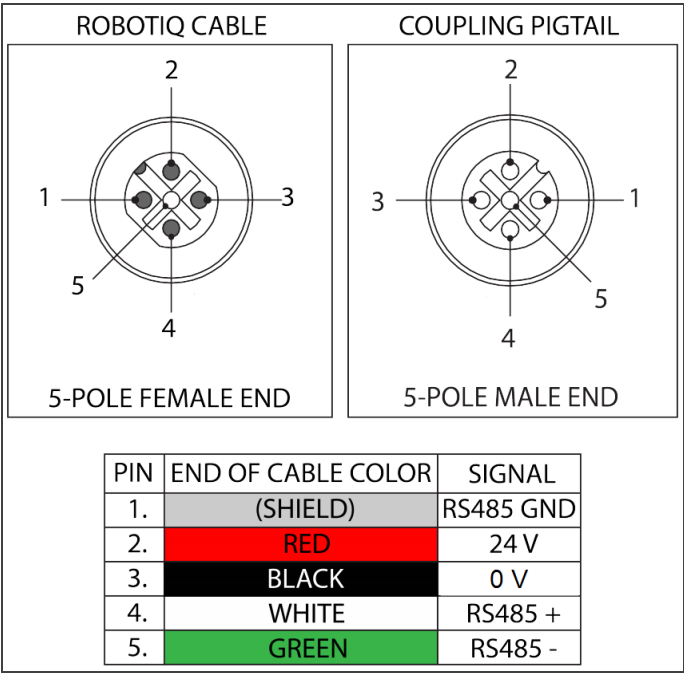 ROBOTIQ CABLE
2
1
3
5
4
5-POLE FEMALE END
COUPLING PIGTAIL
2
3
1
5
4
5-POLE MALE END
PIN END OF CABLE COLOR SIGNAL
1. (SHIELD) RS485 GND
2. RED 24 V
3. BLACK 0 V
4. WHITE RS485 +
5. GREEN RS485 -